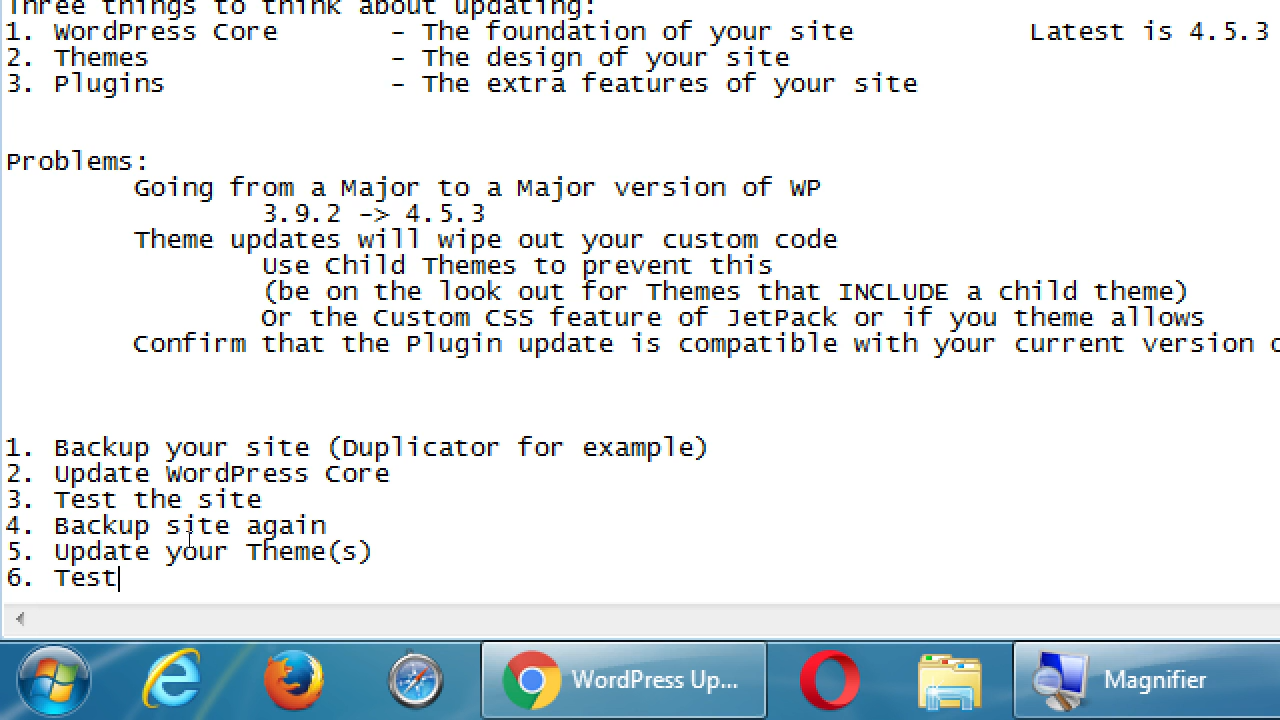 Three things to think about updating:
1. WordPress Core - The foundation of your site Latest is 4.5.3
2. Themes - The design of your site
3. Plugins - The extra features of your site
Problems:
Going from a Major to a Major version of WP
3.9.2 -> 4.5.3
Theme updates will wipe out your custom code
Use Child Themes to prevent this
(be on the look out for Themes that INCLUDE a child theme)
Or the Custom CSS feature of JetPack or if you theme allows
Confirm that the Plugin update is compatible with your current version
1. Backup your site (Duplicator for example)
2. Update WordPress Core
3. Test the site
4. Backup site again
5. Update your Theme(s)
6. Test
WordPress Up... Magnifier